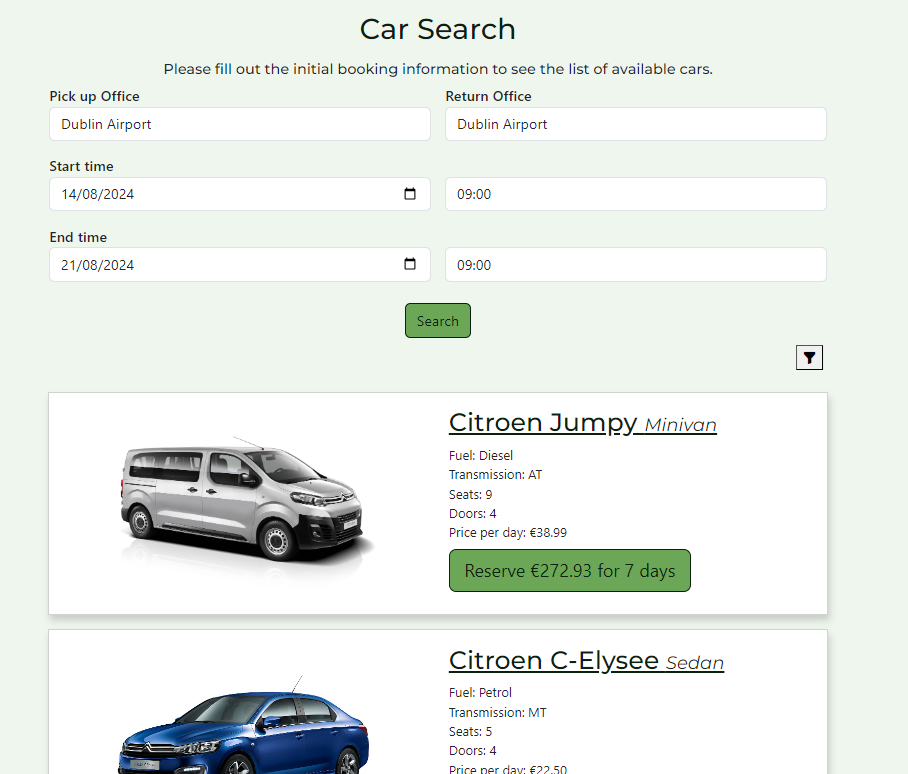 Car Search
Please fill out the initial booking information to see the list of available cars.
Pick up Office
Return Office
Dublin Airport
Dublin Airport
Start time
14/08/2024
09:00
End time
21/08/2024
09:00
Search
Citroen Jumpy Minivan
Fuel: Diesel
Transmission: AT
Seats: 9
Doors: 4
Price per day: €38.99
Reserve €272.93 for 7 days
Citroen C-Elysee Sedan
Fuel: Petrol
Transmission: MT
Seats: 5
Doors: 4
Price per day: €22.50